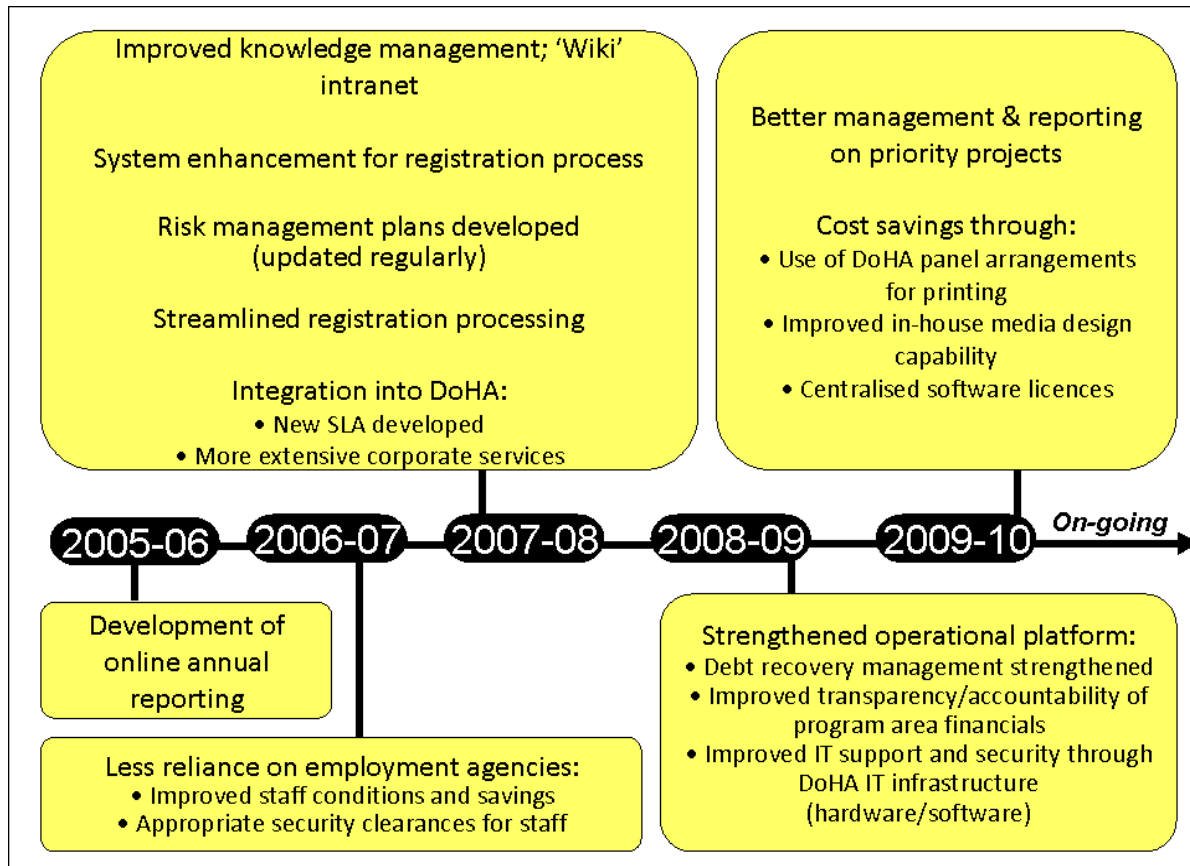 Improved knowledge management; ‘Wiki’
intranet
System enhancement for registration process
Risk management plans developed
(updated regularly)
Streamlined registration processing
Integration into DoHA:
• New SLA developed
• More extensive corporate services
Better management & reporting
on priority projects
Cost savings through:
• Use of DoHA panel arrangements
for printing
• Improved in-house media design
capability
• Centralised software licences
2005-06
2006-07
2007-08
2008-09
2009-10
On-going
Development of
online annual
reporting
Less reliance on employment agencies:
• Improved staff conditions and savings
• Appropriate security clearances for staff
Strengthened operational platform:
• Debt recovery management strengthened
• Improved transparency/accountability of
program area financials
• Improved IT support and security through
DoHA IT infrastructure
(hardware/software)